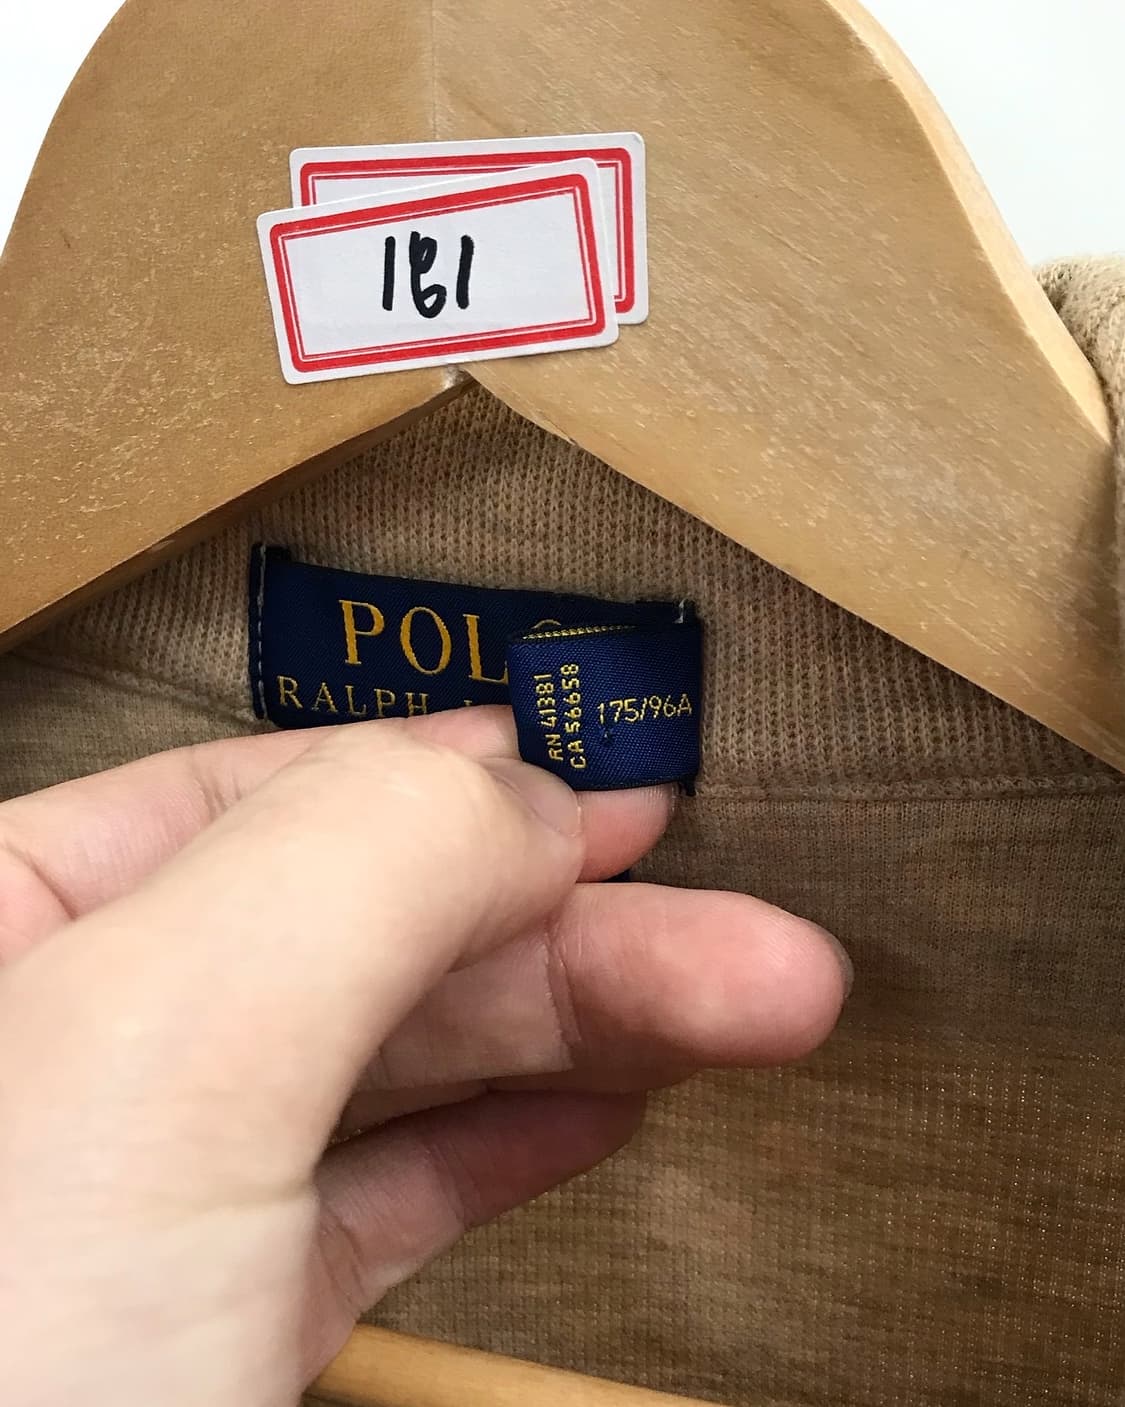 181
POL
RALPH
RN 41381
CA 56658
175/96A